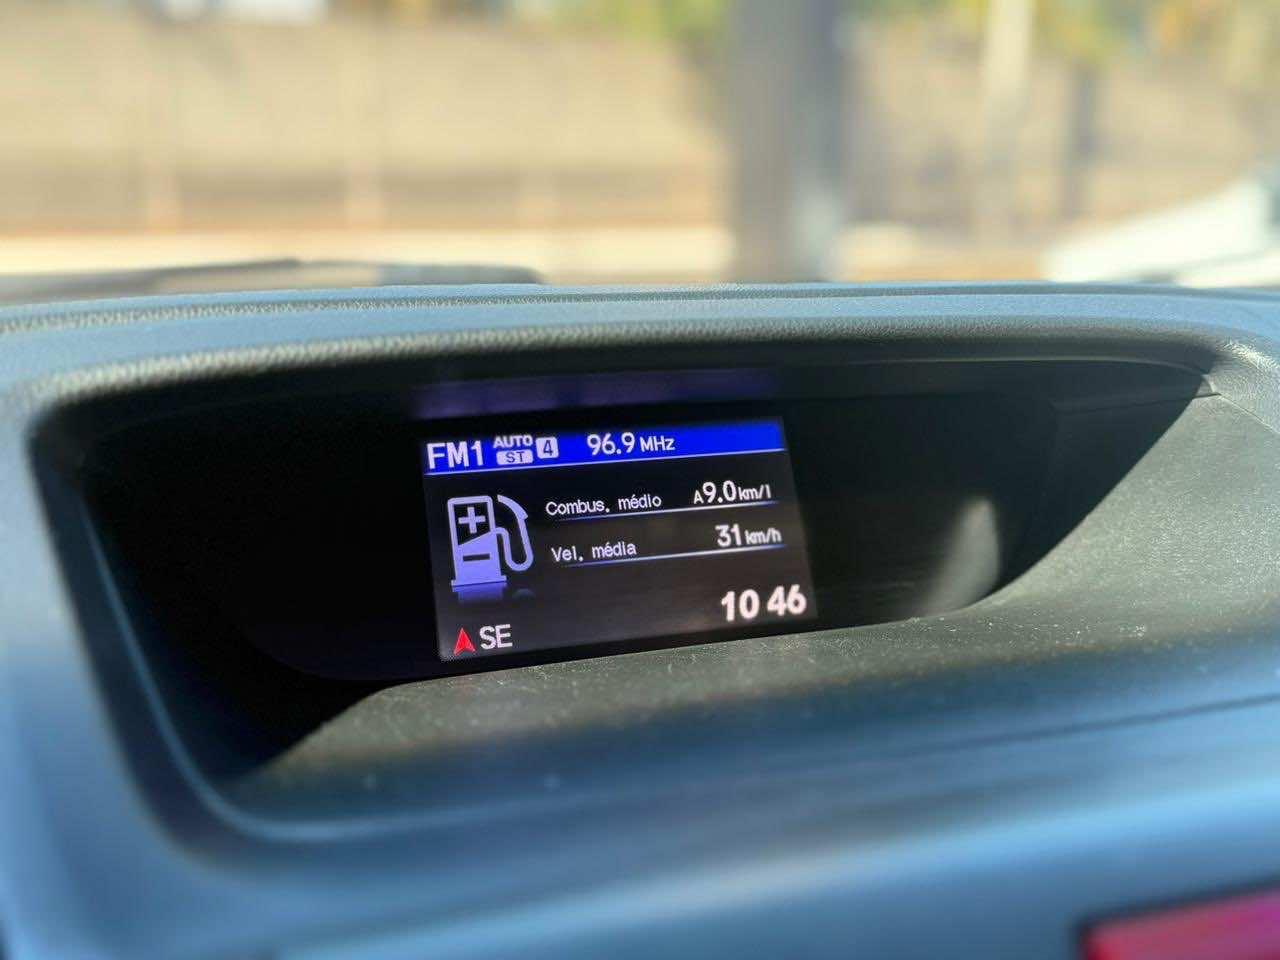 FM1 AUTO ST 4 96.9 MHz
Combus. médio A9.0 km/l
Vel. média 31 km/h
10 46
SE